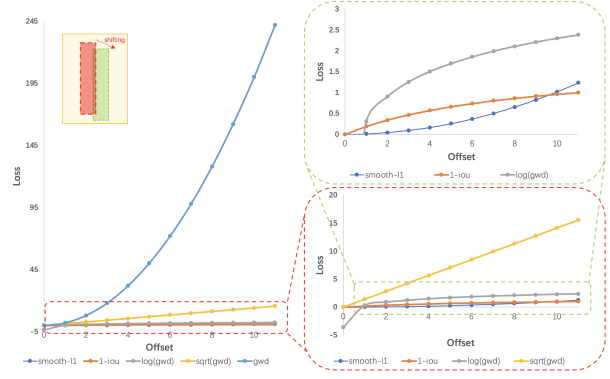 245
195
145
95
45
-5
Loss
shifting
0
2
4
6
8
10
Offset
smooth-l1
1-iou
log(gwd)
sqrt(gwd)
gwd
3
2.5
2
1.5
1
0.5
0
Loss
0
2
4
6
8
10
Offset
smooth-l1
1-iou
log(gwd)
20
15
10
5
0
-5
Loss
0
2
4
6
8
10
Offset
smooth-l1
1-iou
log(gwd)
sqrt(gwd)